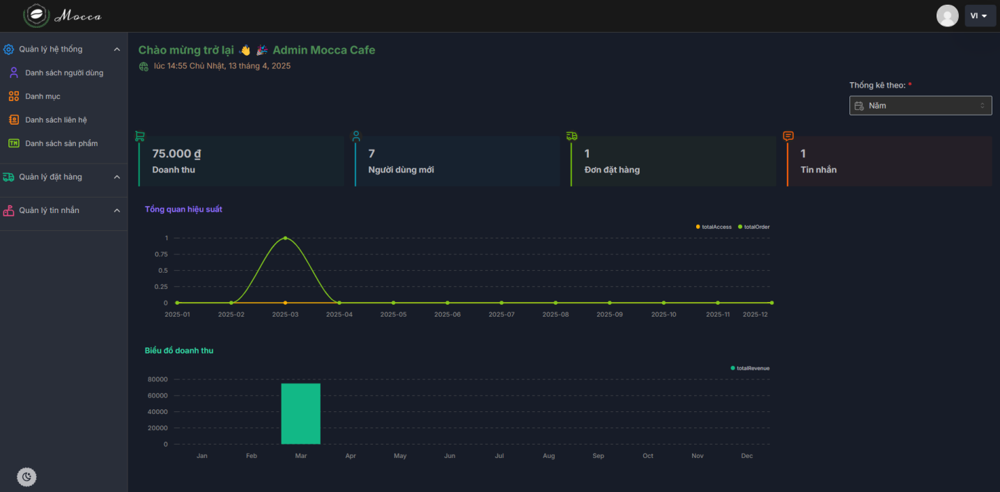 Mocca
VI
Quản lý hệ thống
Danh sách người dùng
Danh mục
Danh sách liên hệ
Danh sách sản phẩm
TM
Quản lý đặt hàng
Quản lý tin nhắn
Chào mừng trở lại 👋 🎉 Admin Mocca Cafe
lúc 14:55 Chủ Nhật, 13 tháng 4, 2025
Thống kê theo: *
Năm
75.000 ₫
Doanh thu
7
Người dùng mới
1
Đơn đặt hàng
1
Tin nhắn
Tổng quan hiệu suất
totalAccess totalOrder
1
0.75
0.5
0.25
0
2025-01 2025-02 2025-03 2025-04 2025-05 2025-06 2025-07 2025-08 2025-09 2025-10 2025-11 2025-12
Biểu đồ doanh thu
totalRevenue
80000
60000
40000
20000
0
Jan Feb Mar Apr May Jun Jul Aug Sep Oct Nov Dec